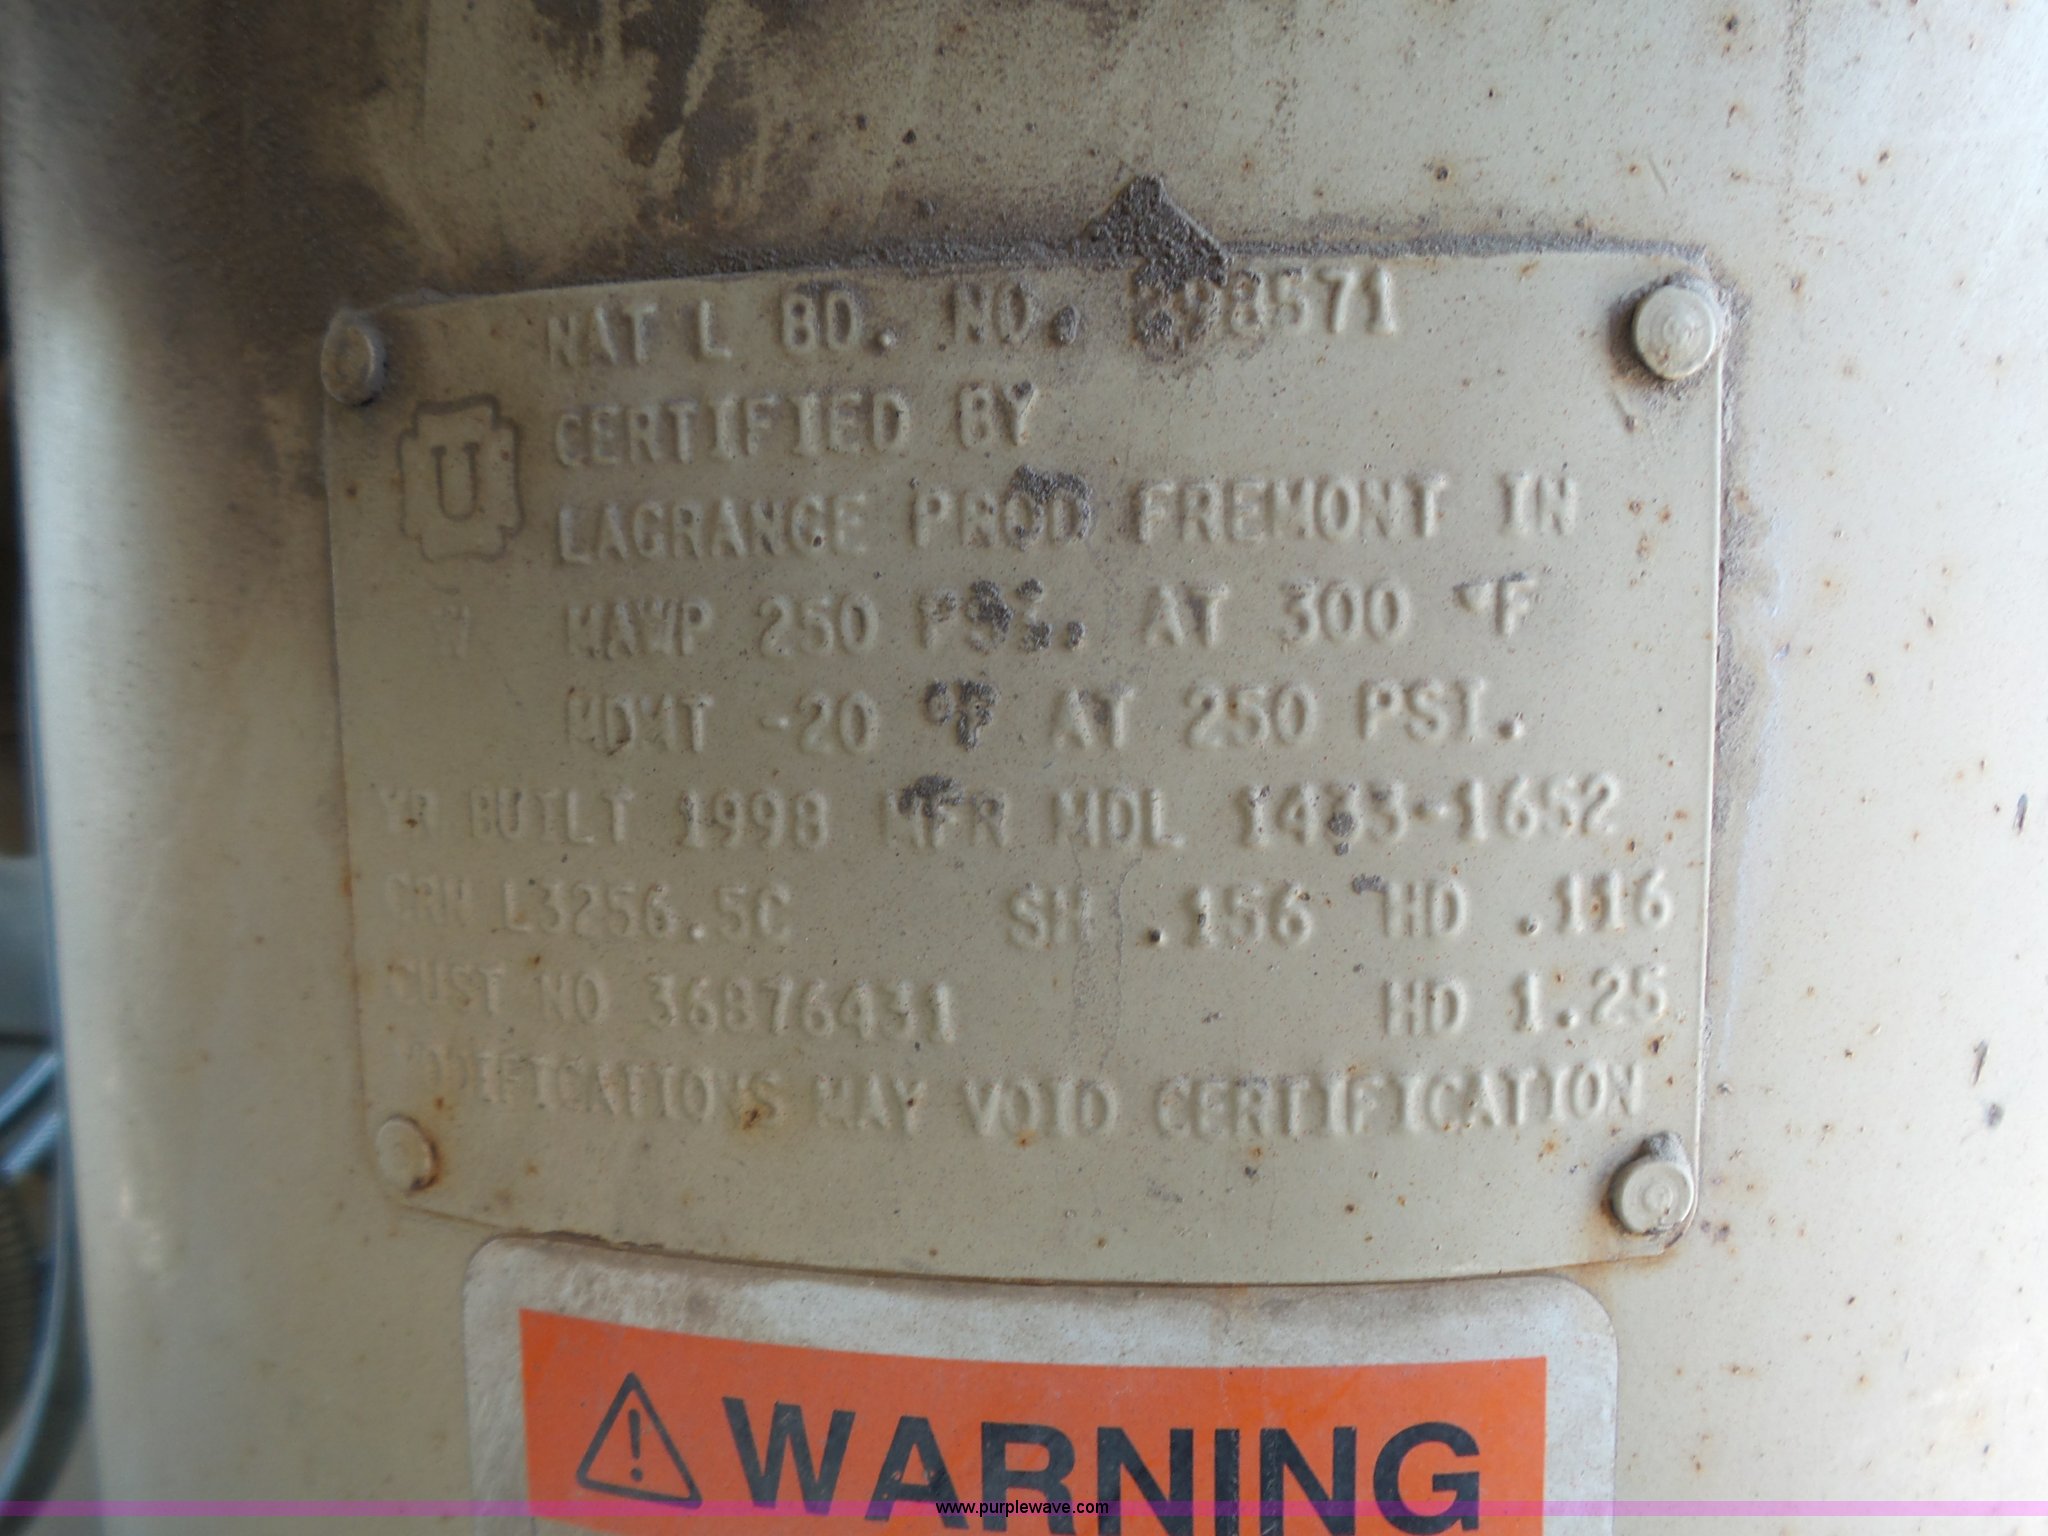 NAT L BD. NO. 898571
CERTIFIED BY
U
LAGRANGE PROD FREMONT IN
W MAWP 250 PSI. AT 300 °F
MDMT -20 °F AT 250 PSI.
YR BUILT 1998 MFR MDL 1433-1652
CRN L3256.5C SH .156 HD .116
CUST NO 36876431 HD 1.25
MODIFICATIONS MAY VOID CERTIFICATION
WARNING
www.purplewave.com